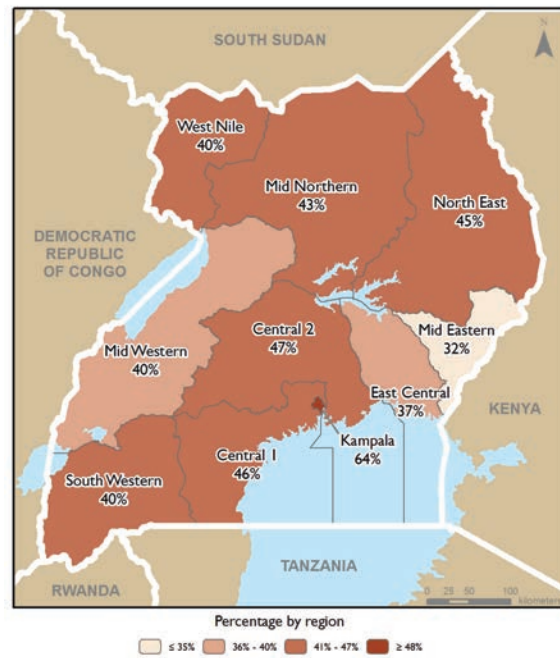 N
SOUTH SUDAN
West Nile
40%
Mid Northern
43%
North East
45%
DEMOCRATIC
REPUBLIC
OF CONGO
Mid Western
40%
Central 2
47%
Mid Eastern
32%
East Central
37%
KENYA
Kampala
64%
Central 1
46%
South Western
40%
TANZANIA
RWANDA
0 25 50 100
kilometers
Percentage by region
≤ 35% 36% - 40% 41% - 47% ≥ 48%